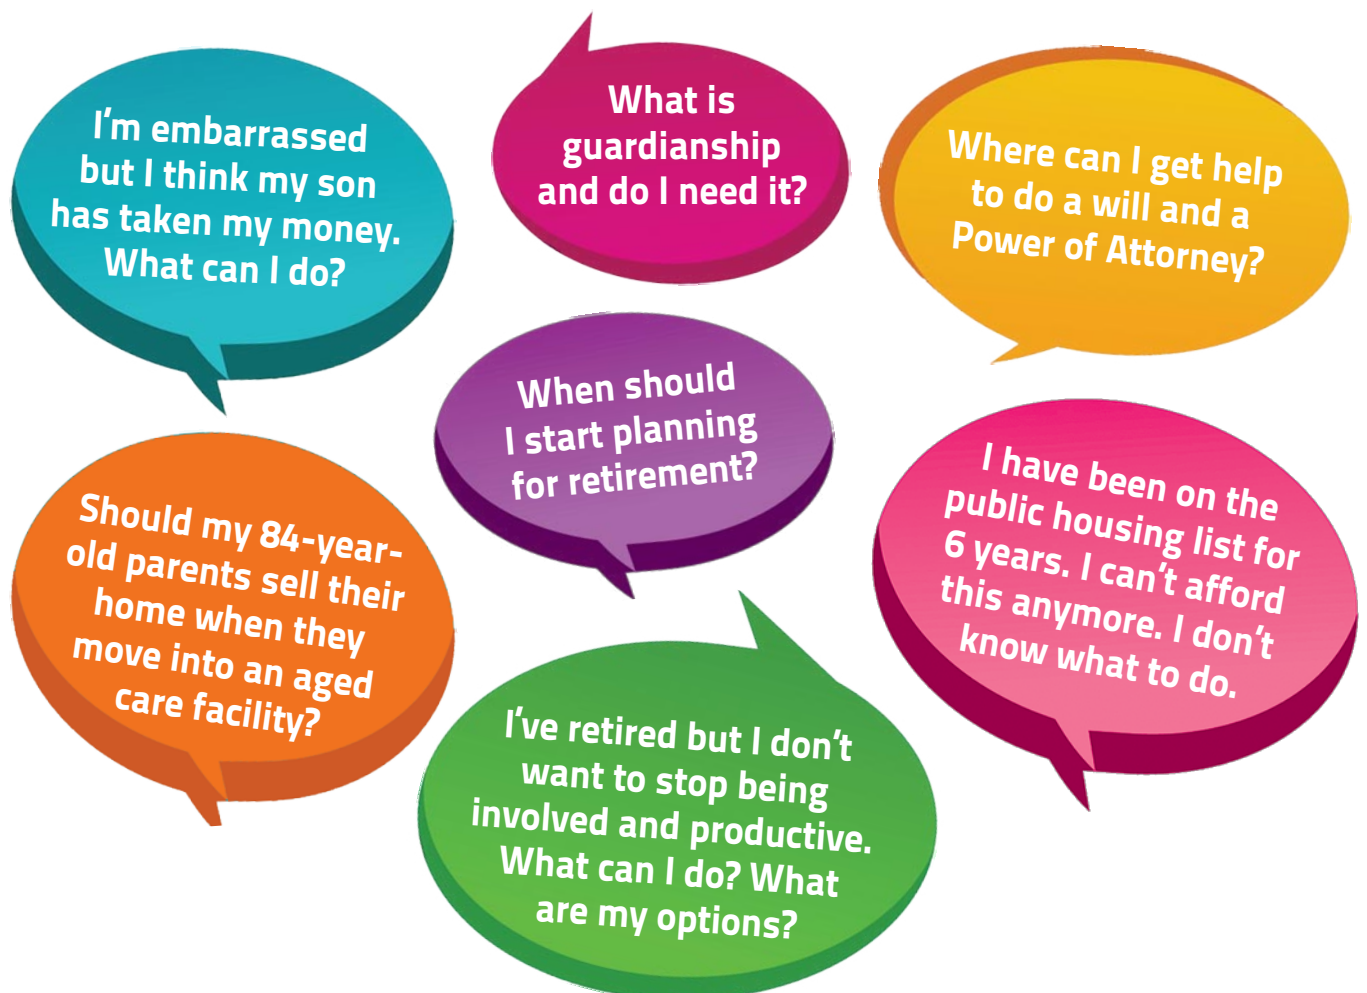 I'm embarrassed
but I think my son
has taken my money.
What can I do?
What is
guardianship
and do I need it?
Where can I get help
to do a will and a
Power of Attorney?
When should
I start planning
for retirement?
Should my 84-year-
old parents sell their
home when they
move into an aged
care facility?
I have been on the
public housing list for
6 years. I can't afford
this anymore. I don't
know what to do.
I've retired but I don't
want to stop being
involved and productive.
What can I do? What
are my options?